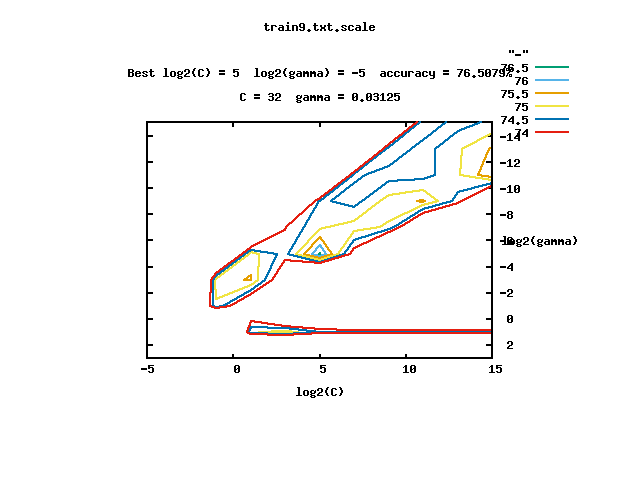 train9.txt.scale
"-"
76.5
Best log2(C) = 5 log2(gamma) = -5 accuracy = 76.5079%
76
75.5
C = 32 gamma = 0.03125
75
74.5
74
-14
-12
-10
-8
-6
log2(gamma)
-4
-2
0
2
-5 0 5 10 15
log2(C)